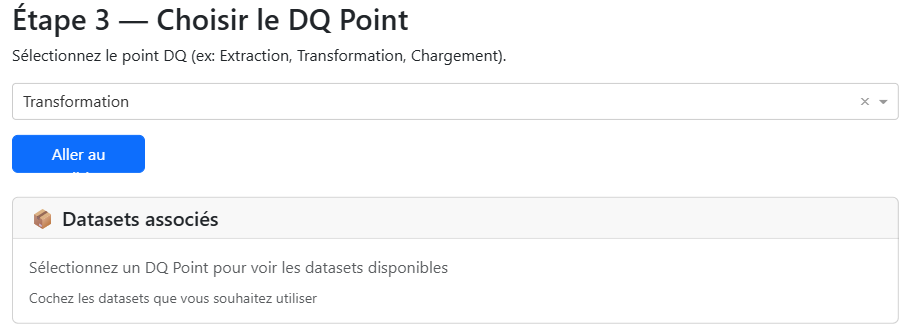 Étape 3 — Choisir le DQ Point
Sélectionnez le point DQ (ex: Extraction, Transformation, Chargement).
Transformation
Aller au
Datasets associés
Sélectionnez un DQ Point pour voir les datasets disponibles
Cochez les datasets que vous souhaitez utiliser